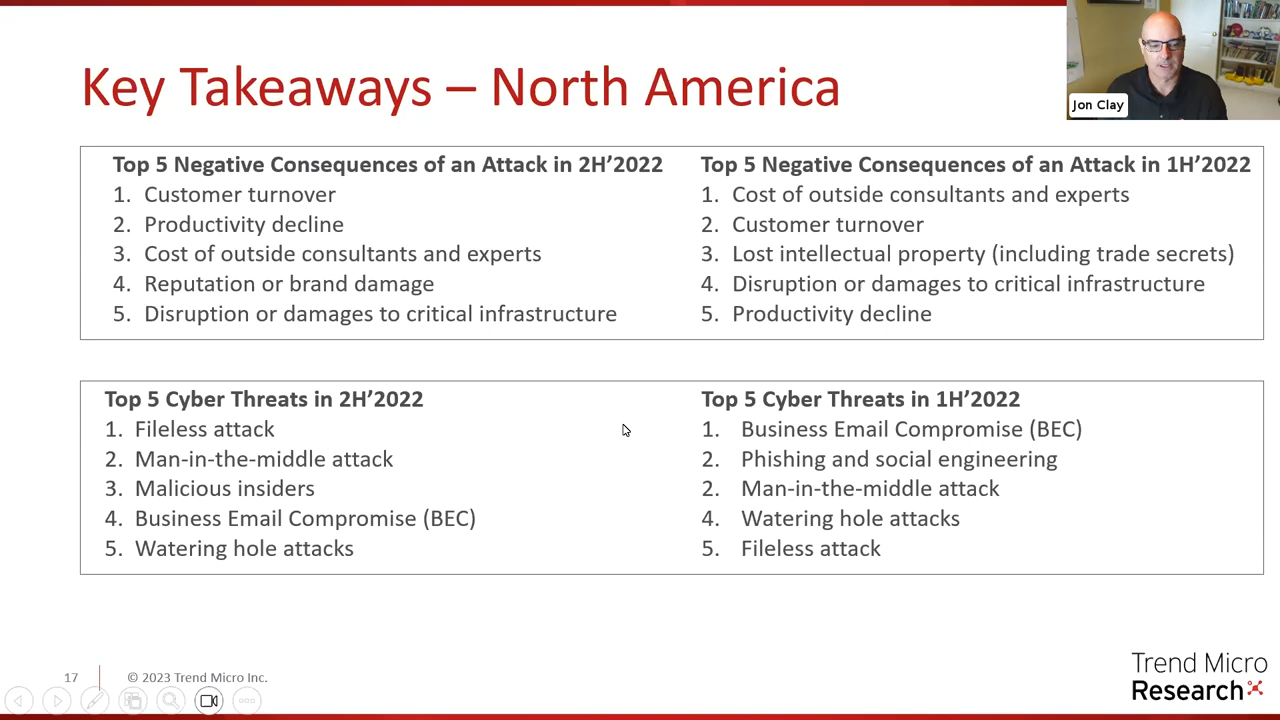 Key Takeaways – North America
Jon Clay
Top 5 Negative Consequences of an Attack in 2H’2022
1. Customer turnover
2. Productivity decline
3. Cost of outside consultants and experts
4. Reputation or brand damage
5. Disruption or damages to critical infrastructure
Top 5 Negative Consequences of an Attack in 1H’2022
1. Cost of outside consultants and experts
2. Customer turnover
3. Lost intellectual property (including trade secrets)
4. Disruption or damages to critical infrastructure
5. Productivity decline
Top 5 Cyber Threats in 2H’2022
1. Fileless attack
2. Man-in-the-middle attack
3. Malicious insiders
4. Business Email Compromise (BEC)
5. Watering hole attacks
Top 5 Cyber Threats in 1H’2022
1. Business Email Compromise (BEC)
2. Phishing and social engineering
2. Man-in-the-middle attack
4. Watering hole attacks
5. Fileless attack
17
© 2023 Trend Micro Inc.
Trend Micro
Research